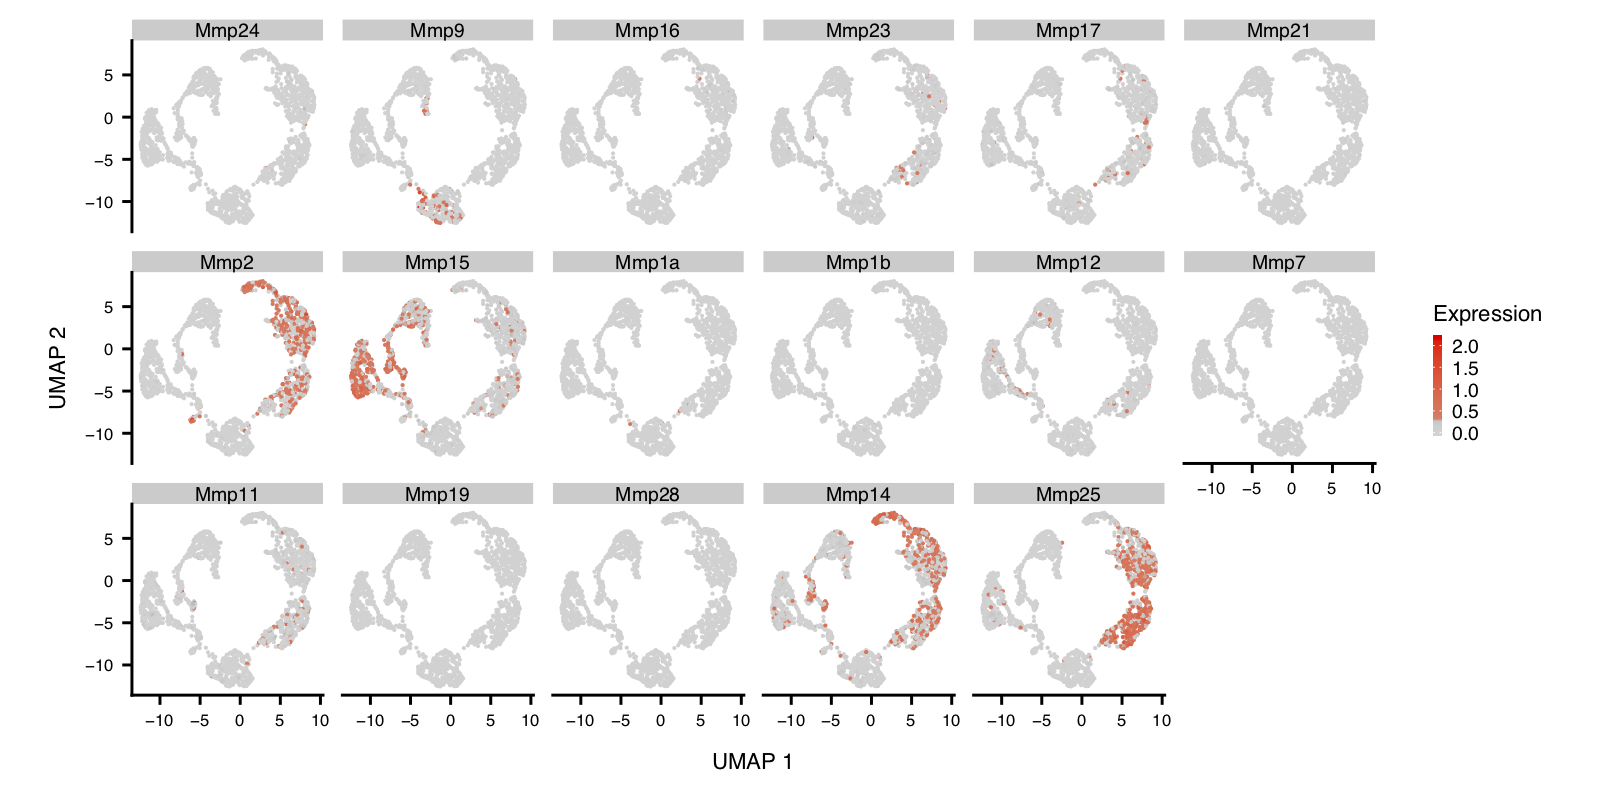 Mmp24 Mmp9 Mmp16 Mmp23 Mmp17 Mmp21
5
0
−5
−10
Mmp2 Mmp15 Mmp1a Mmp1b Mmp12 Mmp7
5
0
−5
−10
−10 −5 0 5 10
Mmp11 Mmp19 Mmp28 Mmp14 Mmp25
5
0
−5
−10
−10 −5 0 5 10 −10 −5 0 5 10 −10 −5 0 5 10 −10 −5 0 5 10 −10 −5 0 5 10
UMAP 1
UMAP 2
Expression
2.0
1.5
1.0
0.5
0.0